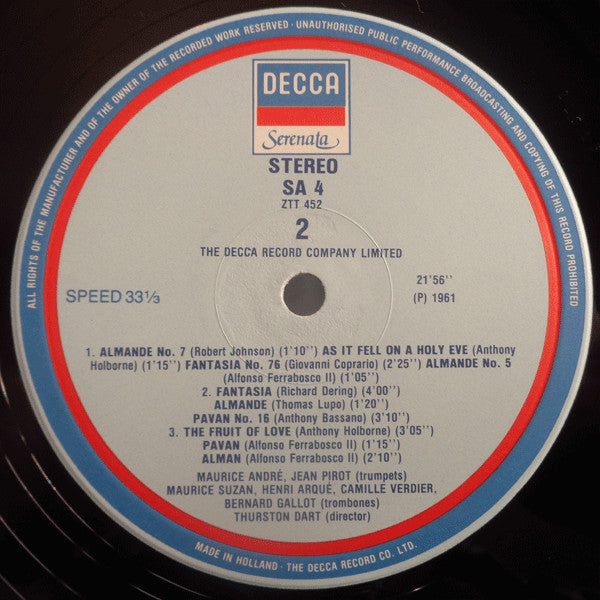 ALL RIGHTS OF THE MANUFACTURER AND OF THE OWNER OF THE RECORDED WORK RESERVED · UNAUTHORISED PUBLIC PERFORMANCE BROADCASTING AND COPYING OF THIS RECORD PROHIBITED
DECCA
Serenata
STEREO
SA 4
ZTT 452
2
THE DECCA RECORD COMPANY LIMITED
21'56''
SPEED 33⅓
(P) 1961
1. ALMANDE No. 7 (Robert Johnson) (1'10'') AS IT FELL ON A HOLY EVE (Anthony
Holborne) (1'15'') FANTASIA No. 76 (Giovanni Coprario) (2'25'') ALMANDE No. 5
(Alfonso Ferrabosco II) (1'05'')
2. FANTASIA (Richard Dering) (4'00'')
ALMANDE (Thomas Lupo) (1'20'')
PAVAN No. 16 (Anthony Bassano) (3'10'')
3. THE FRUIT OF LOVE (Anthony Holborne) (3'05'')
PAVAN (Alfonso Ferrabosco II) (1'15'')
ALMAN (Alfonso Ferrabosco II) (2'10'')
MAURICE ANDRÉ, JEAN PIROT (trumpets)
MAURICE SUZAN, HENRI ARQUÉ, CAMILLE VERDIER,
BERNARD GALLOT (trombones)
THURSTON DART (director)
MADE IN HOLLAND · THE DECCA RECORD CO. LTD.